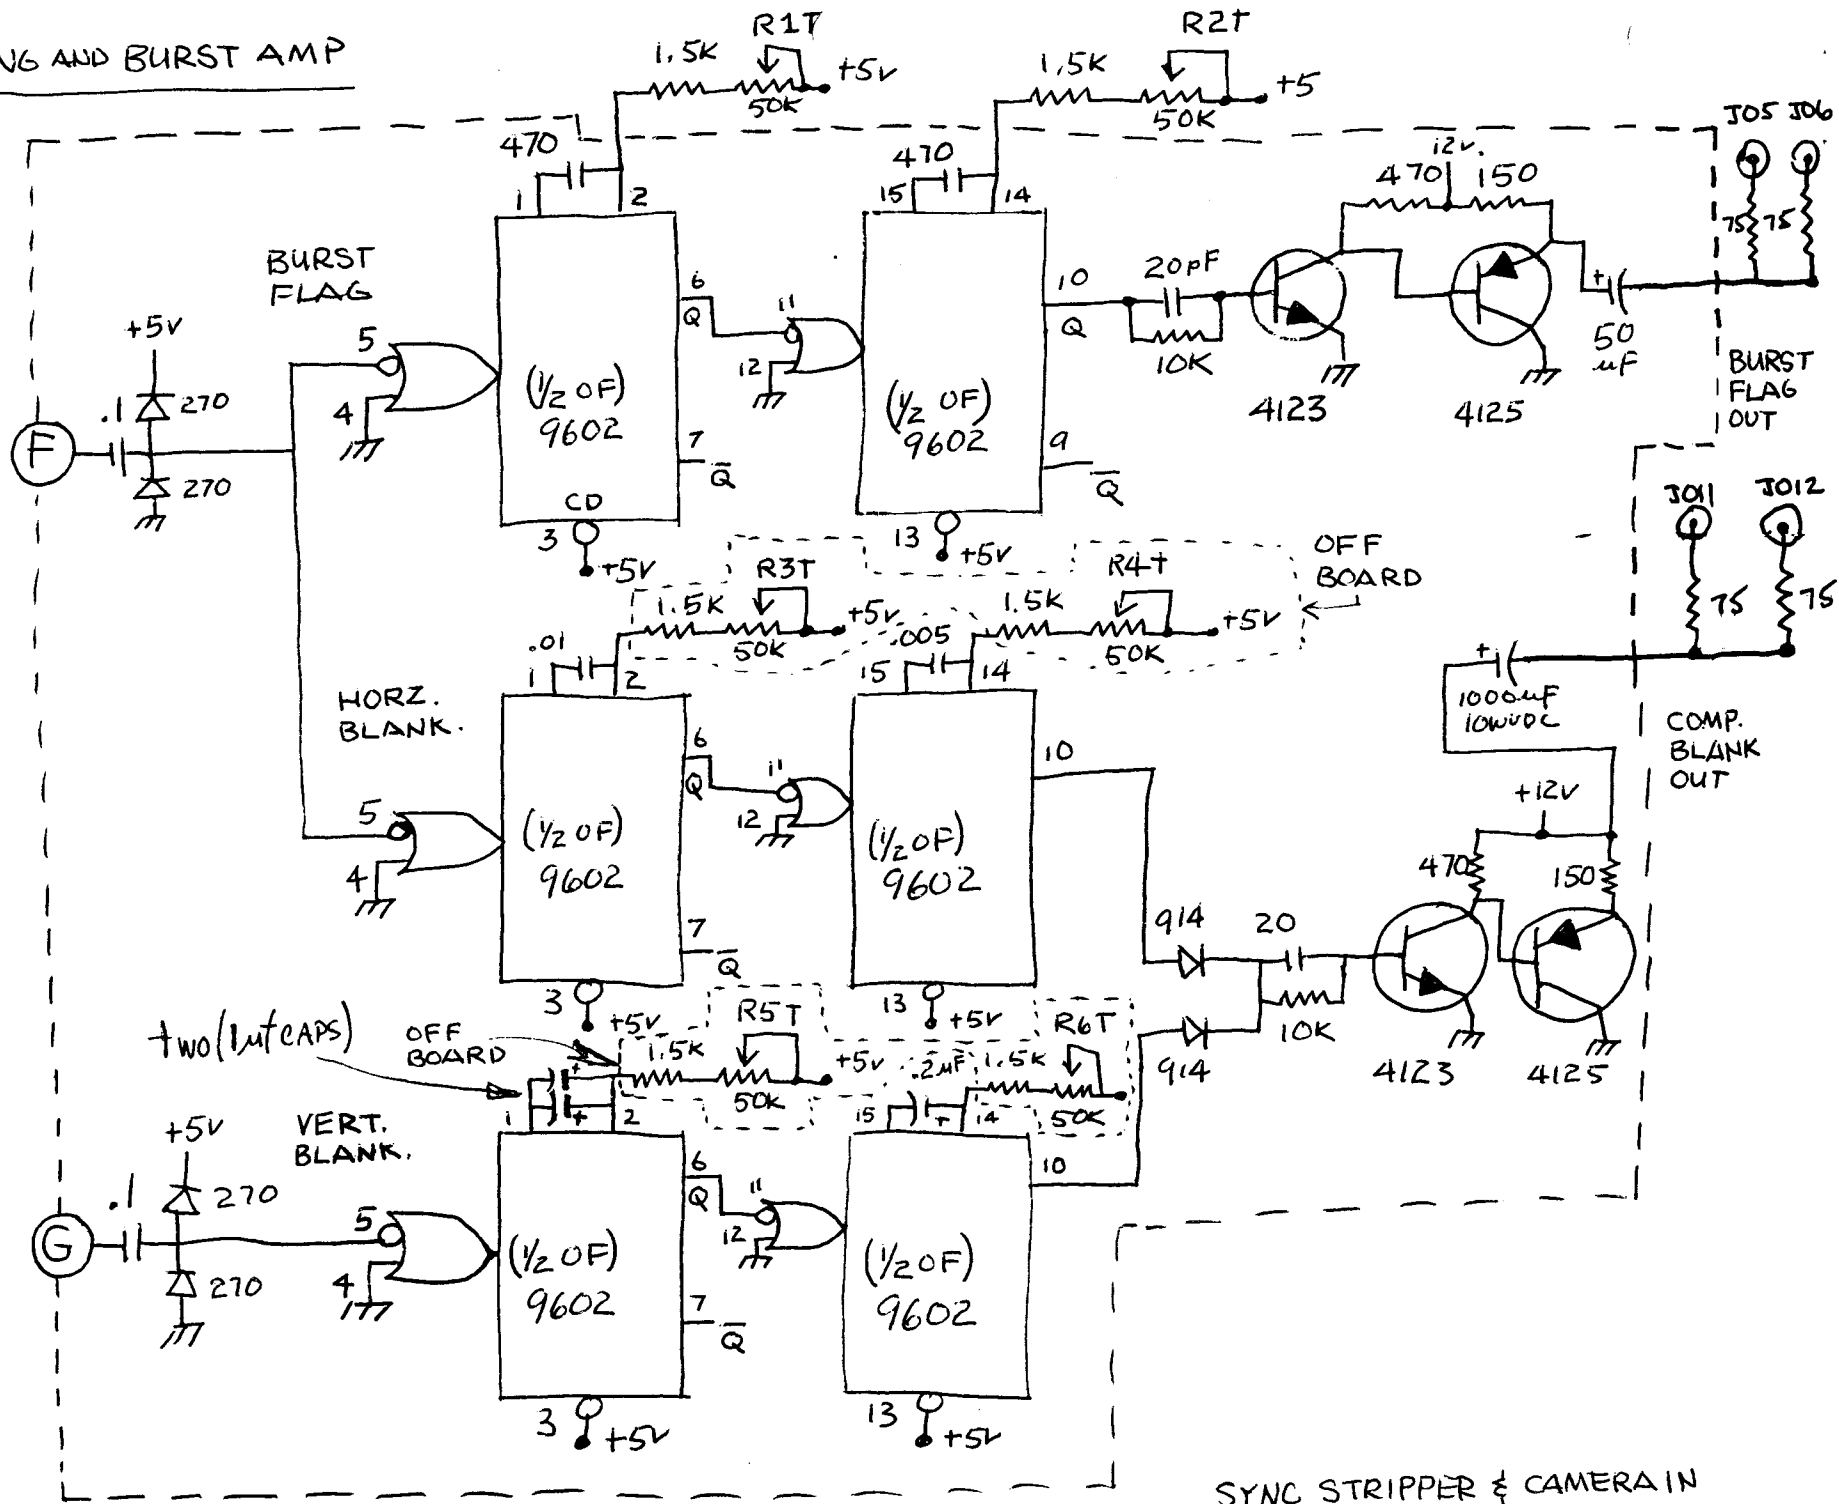 NG AND BURST AMP
R1T
1.5K
50K
+5V
R2T
1.5K
50K
+5
470
1
2
470
15
14
12V.
470
150
J05 J06
75 75
BURST
FLAG
+5V
.1
270
270
F
5
4
(1/2 OF)
9602
6
Q
7
Q̅
CD
3
+5V
11
12
(1/2 OF)
9602
10
Q
9
Q̅
13
+5V
20pF
10K
4123
4125
+
50
uF
BURST
FLAG
OUT
OFF
BOARD
R3T
1.5K
50K
+5V
R4T
1.5K
50K
+5V
.01
1
2
.005
15
14
HORZ.
BLANK.
5
4
(1/2 OF)
9602
6
Q
7
Q̅
3
+5V
11
12
(1/2 OF)
9602
10
13
+5V
J011
J012
75
75
+
1000uF
10WVDC
COMP.
BLANK
OUT
+12V
470
150
914
914
20
10K
4123
4125
two (1uf CAPS)
OFF
BOARD
R5T
1.5K
50K
+5V
R6T
1.5K
50K
.2uF
+
+
1
2
15
+
14
VERT.
BLANK.
+5V
.1
270
270
G
5
4
(1/2 OF)
9602
6
Q
7
Q̅
3
+5V
11
12
(1/2 OF)
9602
10
13
+5V
SYNC STRIPPER & CAMERA IN